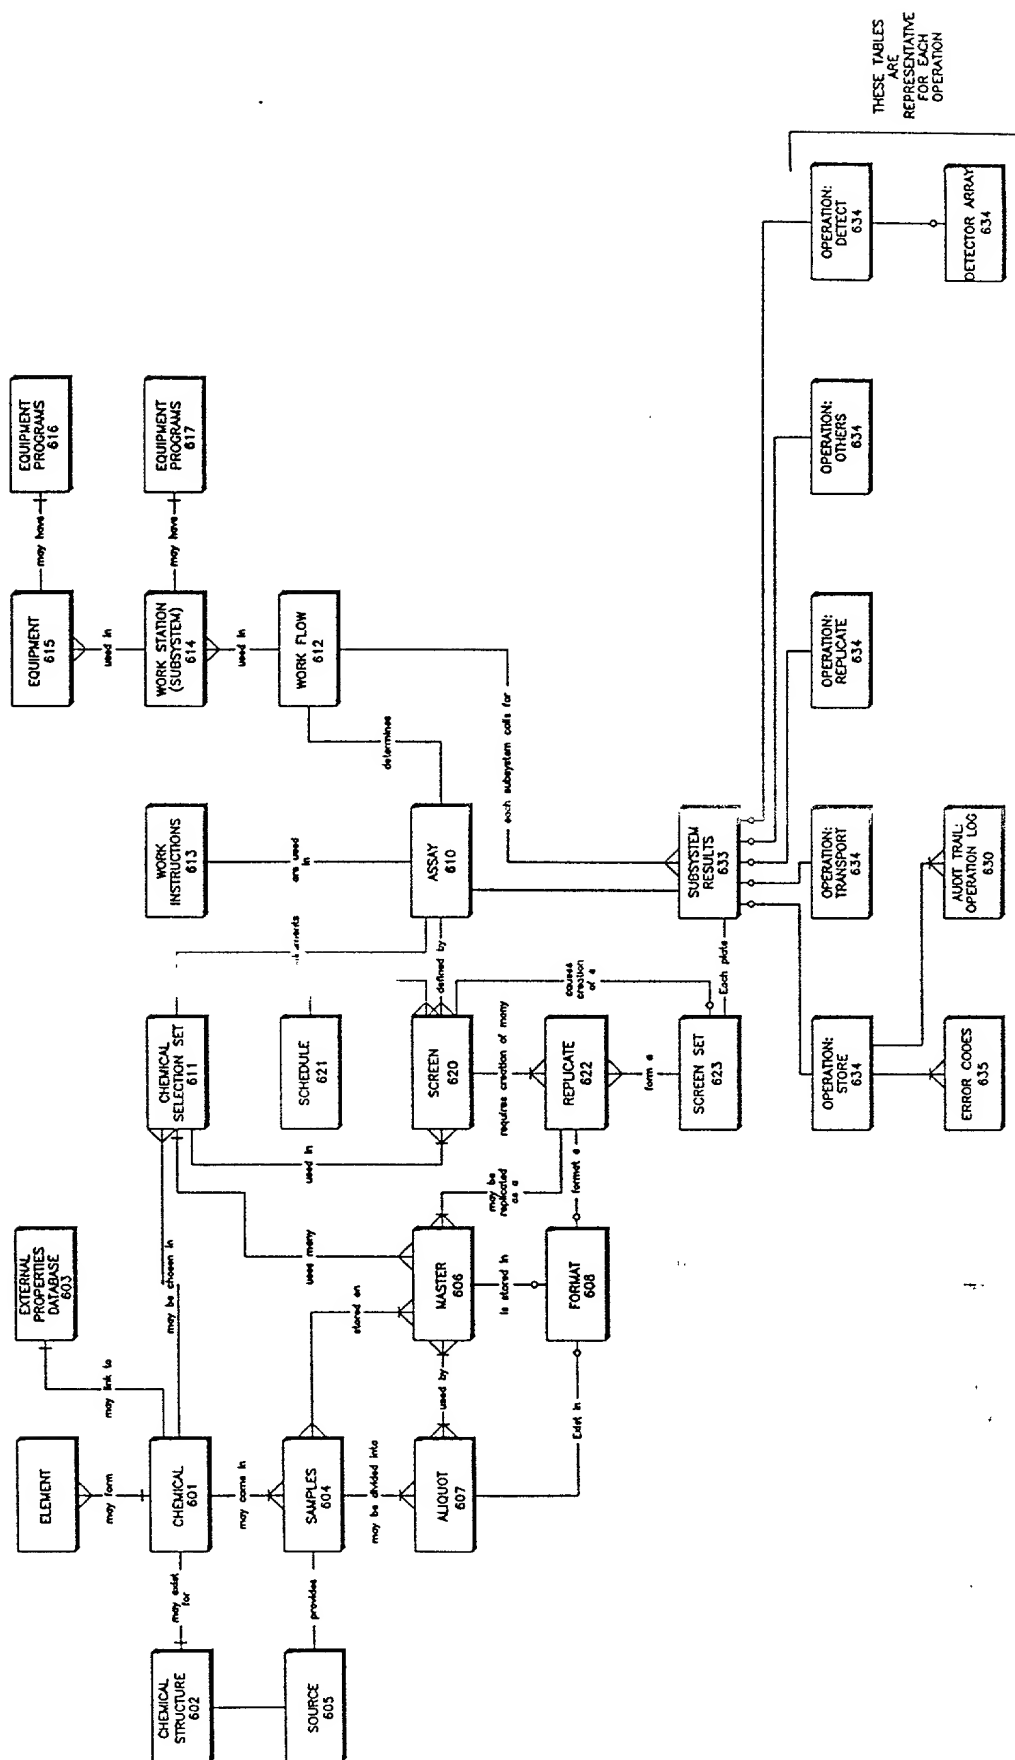 EQUIPMENT
PROGRAMS
616
EQUIPMENT
PROGRAMS
617
may have
may have
EQUIPMENT
615
used in
WORK STATION
(SUBSYSTEM)
614
used in
WORK FLOW
612
determines
each subsystem calls for
THESE TABLES
ARE
REPRESENTATIVE
FOR EACH
OPERATION
OPERATION:
DETECT
634
DETECTOR ARRAY
634
OPERATION:
OTHERS
634
OPERATION:
REPLICATE
634
WORK
INSTRUCTIONS
613
are used
in
ASSAY
610
SUBSYSTEM
RESULTS
633
OPERATION:
TRANSPORT
634
AUDIT TRAIL:
OPERATION LOG
630
defined by
causes
creation
of a
Each plate
CHEMICAL
SELECTION SET
611
SCHEDULE
621
SCREEN
620
requires creation of many
REPLICATE
622
form a
SCREEN SET
623
OPERATION:
STORE
634
ERROR CODES
635
used in
may be
replicated
as a
format a
used many
EXTERNAL
PROPERTIES
DATABASE
603
may be chosen in
stored on
MASTER
606
is stored in
FORMAT
608
may link to
used by
Exist in
ELEMENT
may form
CHEMICAL
601
may come in
SAMPLES
604
may be divided into
ALIQUOT
607
may exist
for
provides
CHEMICAL
STRUCTURE
602
SOURCE
605